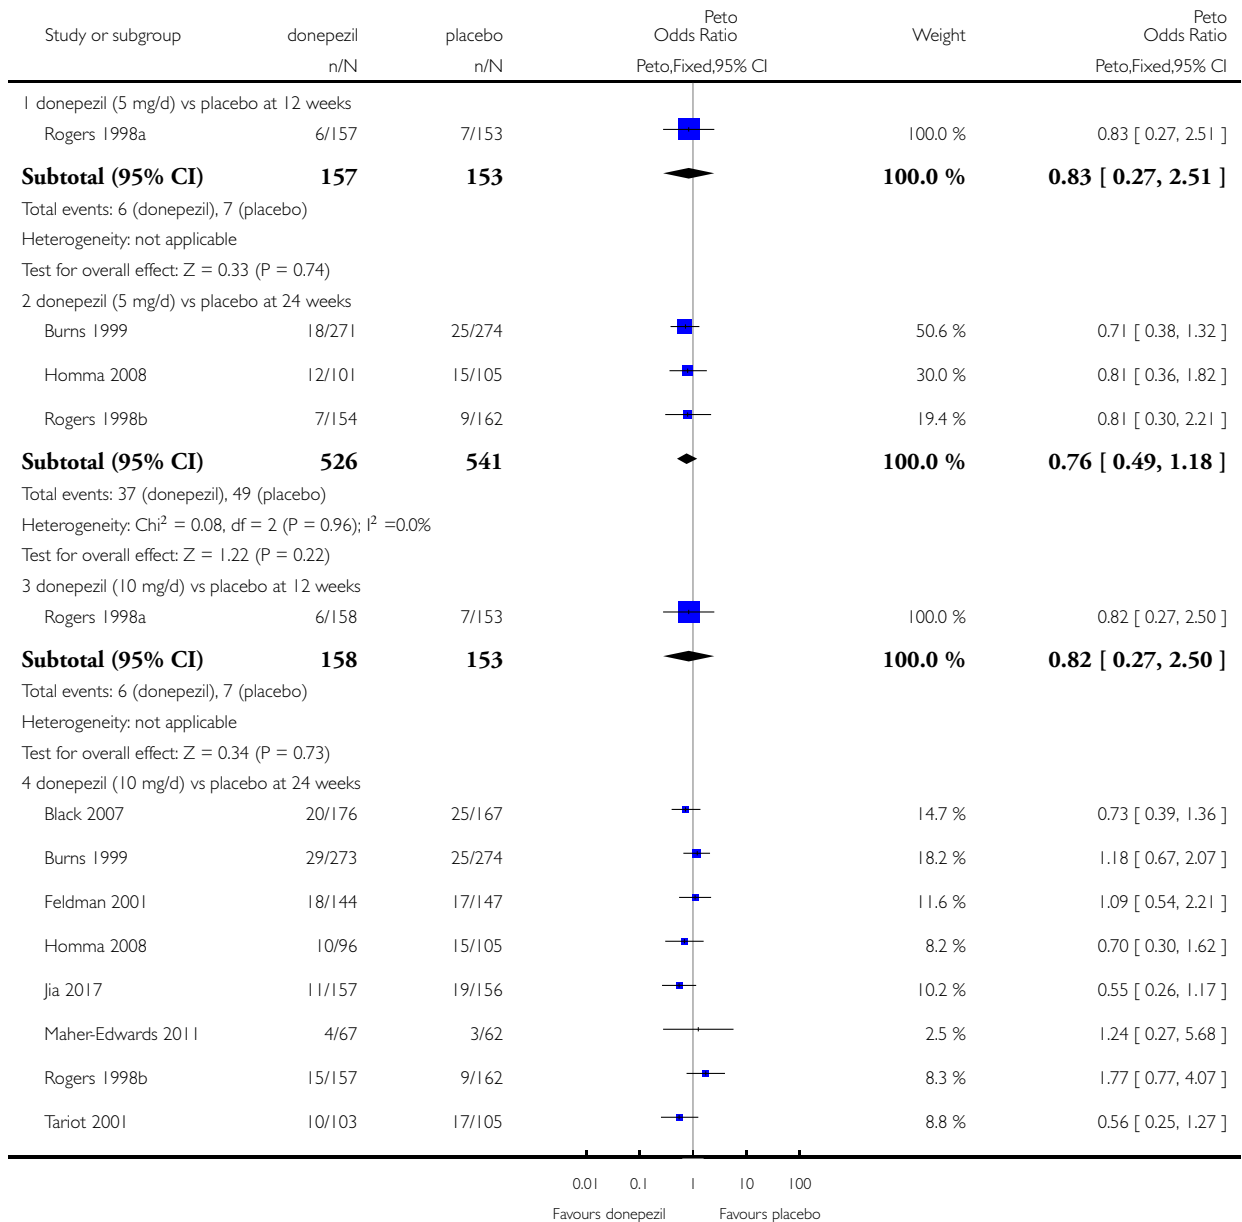 Peto Peto
Study or subgroup donepezil placebo Odds Ratio Weight Odds Ratio
n/N n/N Peto,Fixed,95% CI Peto,Fixed,95% CI
1 donepezil (5 mg/d) vs placebo at 12 weeks
Rogers 1998a 6/157 7/153 100.0 % 0.83 [ 0.27, 2.51 ]
Subtotal (95% CI) 157 153 100.0 % 0.83 [ 0.27, 2.51 ]
Total events: 6 (donepezil), 7 (placebo)
Heterogeneity: not applicable
Test for overall effect: Z = 0.33 (P = 0.74)
2 donepezil (5 mg/d) vs placebo at 24 weeks
Burns 1999 18/271 25/274 50.6 % 0.71 [ 0.38, 1.32 ]
Homma 2008 12/101 15/105 30.0 % 0.81 [ 0.36, 1.82 ]
Rogers 1998b 7/154 9/162 19.4 % 0.81 [ 0.30, 2.21 ]
Subtotal (95% CI) 526 541 100.0 % 0.76 [ 0.49, 1.18 ]
Total events: 37 (donepezil), 49 (placebo)
Heterogeneity: Chi² = 0.08, df = 2 (P = 0.96); I² =0.0%
Test for overall effect: Z = 1.22 (P = 0.22)
3 donepezil (10 mg/d) vs placebo at 12 weeks
Rogers 1998a 6/158 7/153 100.0 % 0.82 [ 0.27, 2.50 ]
Subtotal (95% CI) 158 153 100.0 % 0.82 [ 0.27, 2.50 ]
Total events: 6 (donepezil), 7 (placebo)
Heterogeneity: not applicable
Test for overall effect: Z = 0.34 (P = 0.73)
4 donepezil (10 mg/d) vs placebo at 24 weeks
Black 2007 20/176 25/167 14.7 % 0.73 [ 0.39, 1.36 ]
Burns 1999 29/273 25/274 18.2 % 1.18 [ 0.67, 2.07 ]
Feldman 2001 18/144 17/147 11.6 % 1.09 [ 0.54, 2.21 ]
Homma 2008 10/96 15/105 8.2 % 0.70 [ 0.30, 1.62 ]
Jia 2017 11/157 19/156 10.2 % 0.55 [ 0.26, 1.17 ]
Maher-Edwards 2011 4/67 3/62 2.5 % 1.24 [ 0.27, 5.68 ]
Rogers 1998b 15/157 9/162 8.3 % 1.77 [ 0.77, 4.07 ]
Tariot 2001 10/103 17/105 8.8 % 0.56 [ 0.25, 1.27 ]
0.01 0.1 1 10 100
Favours donepezil Favours placebo